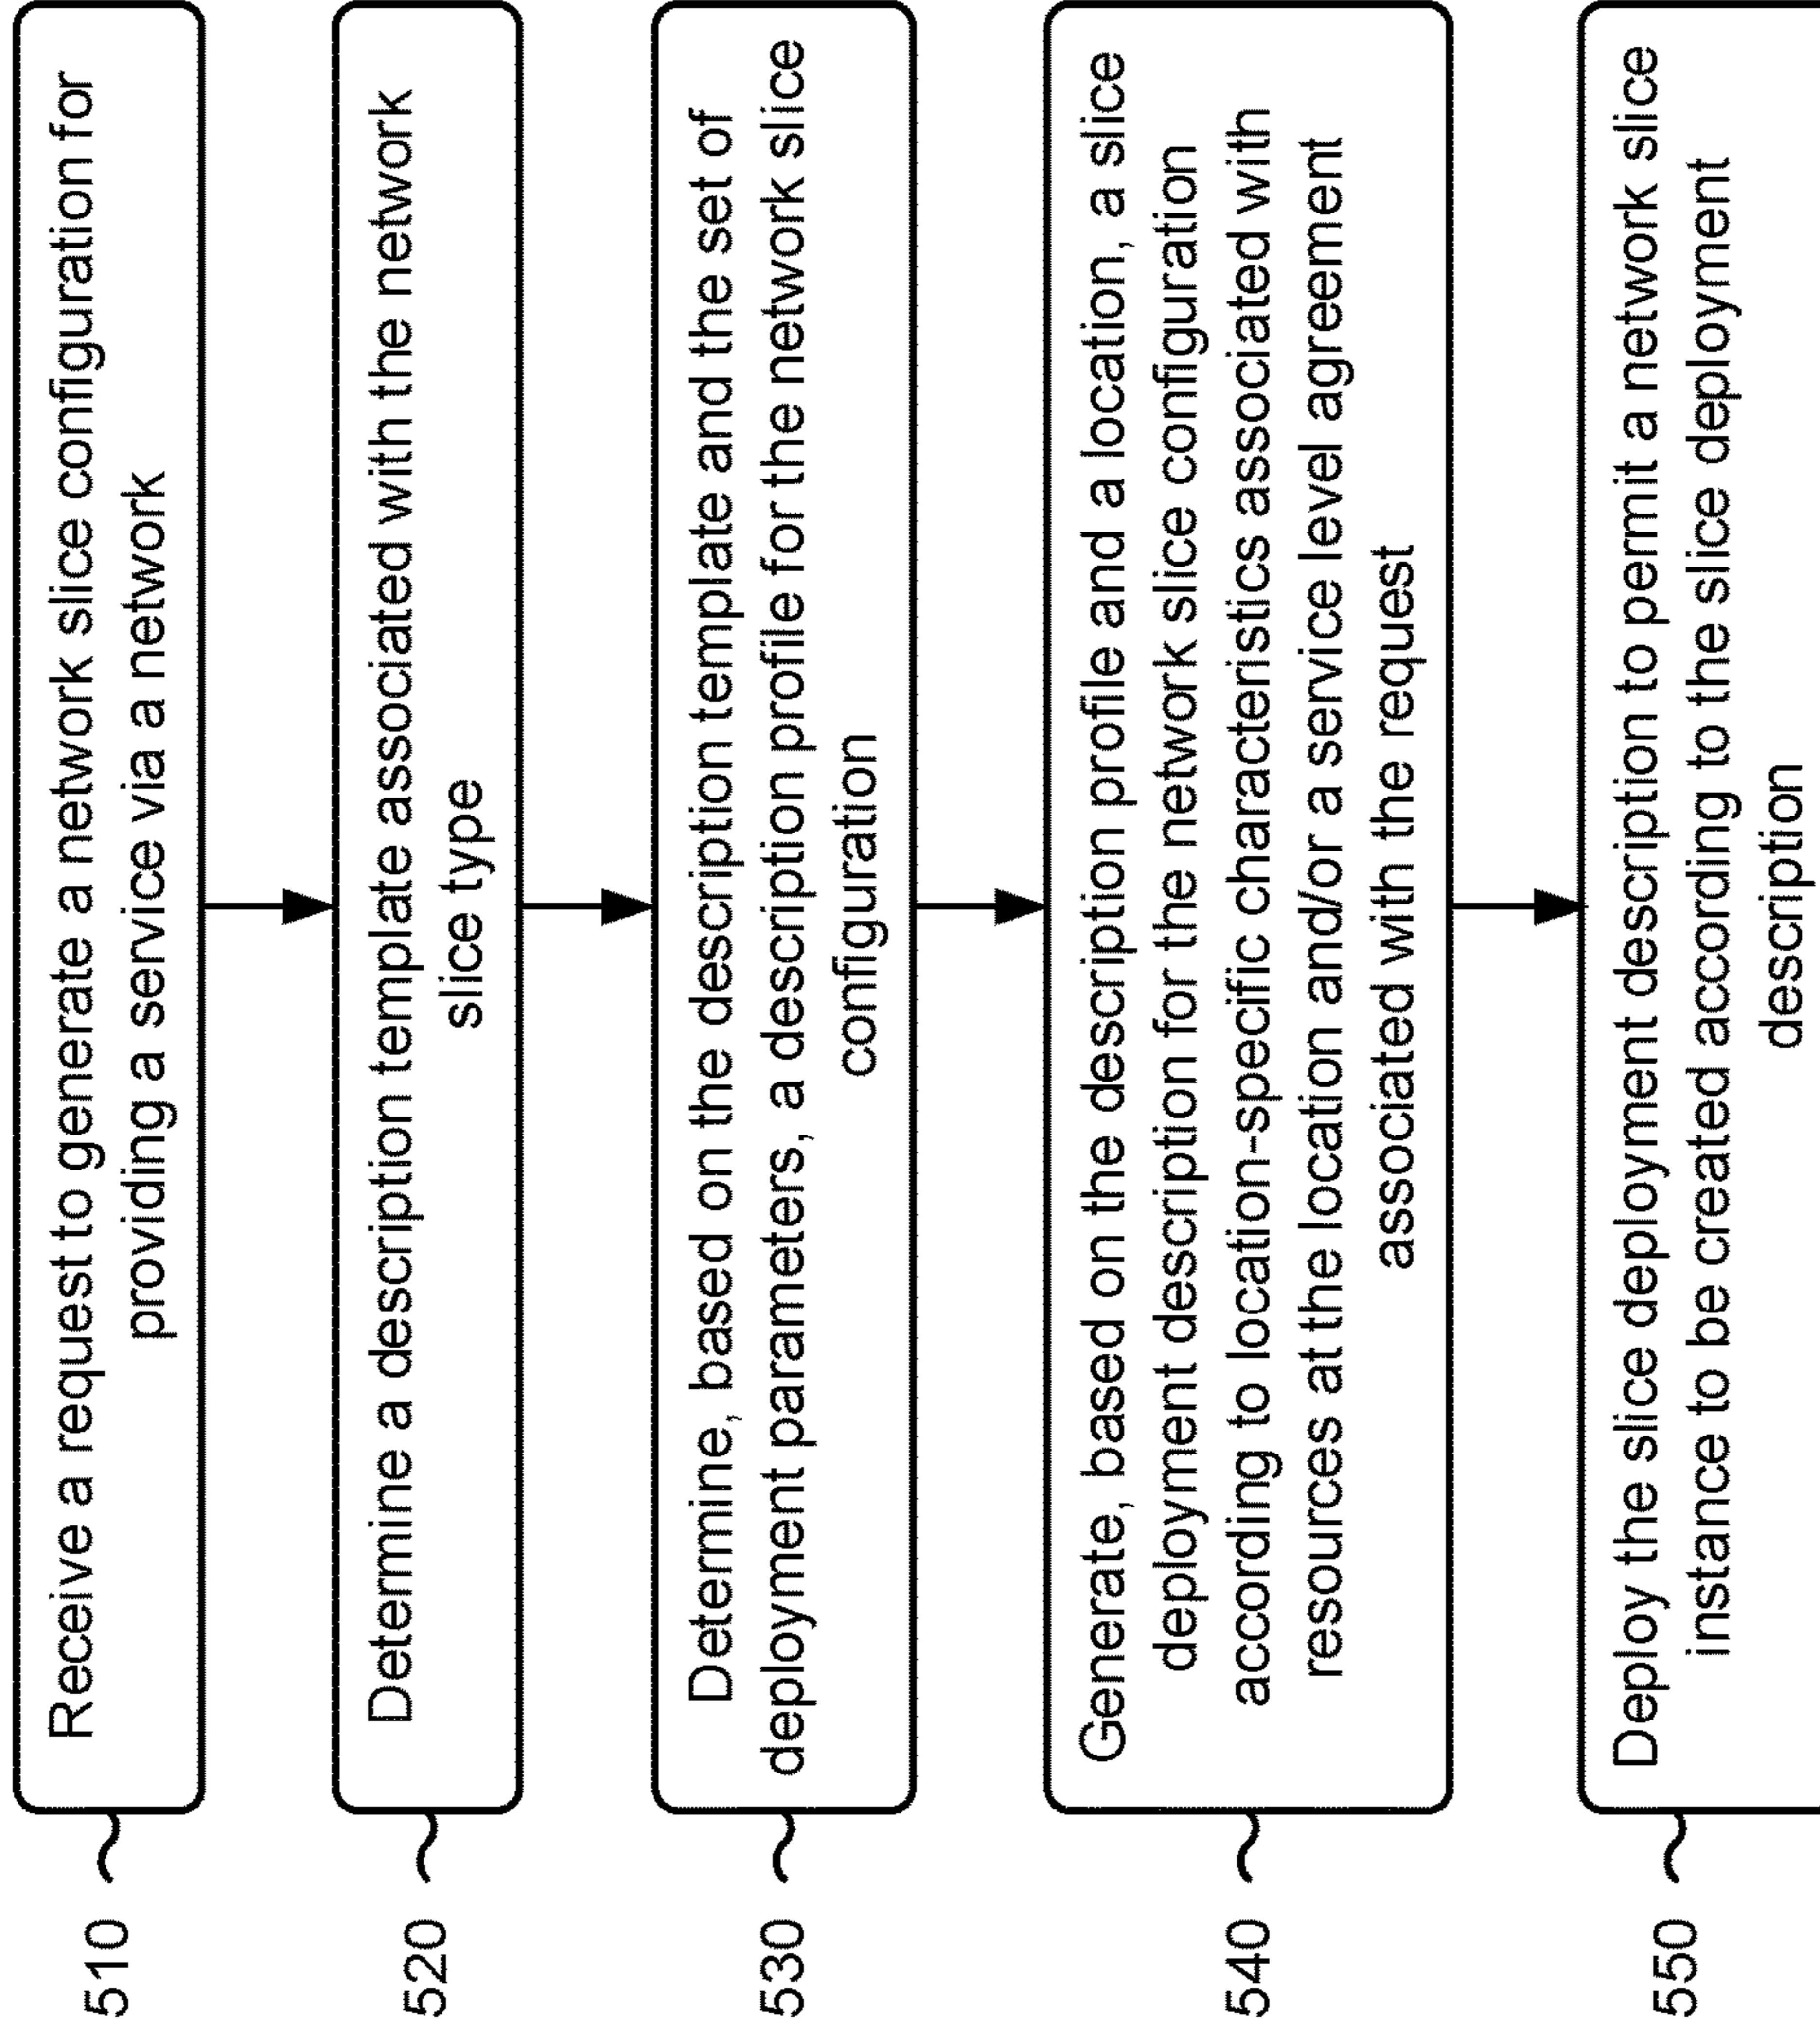 510
Receive a request to generate a network slice configuration for
providing a service via a network
520
Determine a description template associated with the network
slice type
530
Determine, based on the description template and the set of
deployment parameters, a description profile for the network slice
configuration
540
Generate, based on the description profile and a location, a slice
deployment description for the network slice configuration
according to location-specific characteristics associated with
resources at the location and/or a service level agreement
associated with the request
550
Deploy the slice deployment description to permit a network slice
instance to be created according to the slice deployment
description